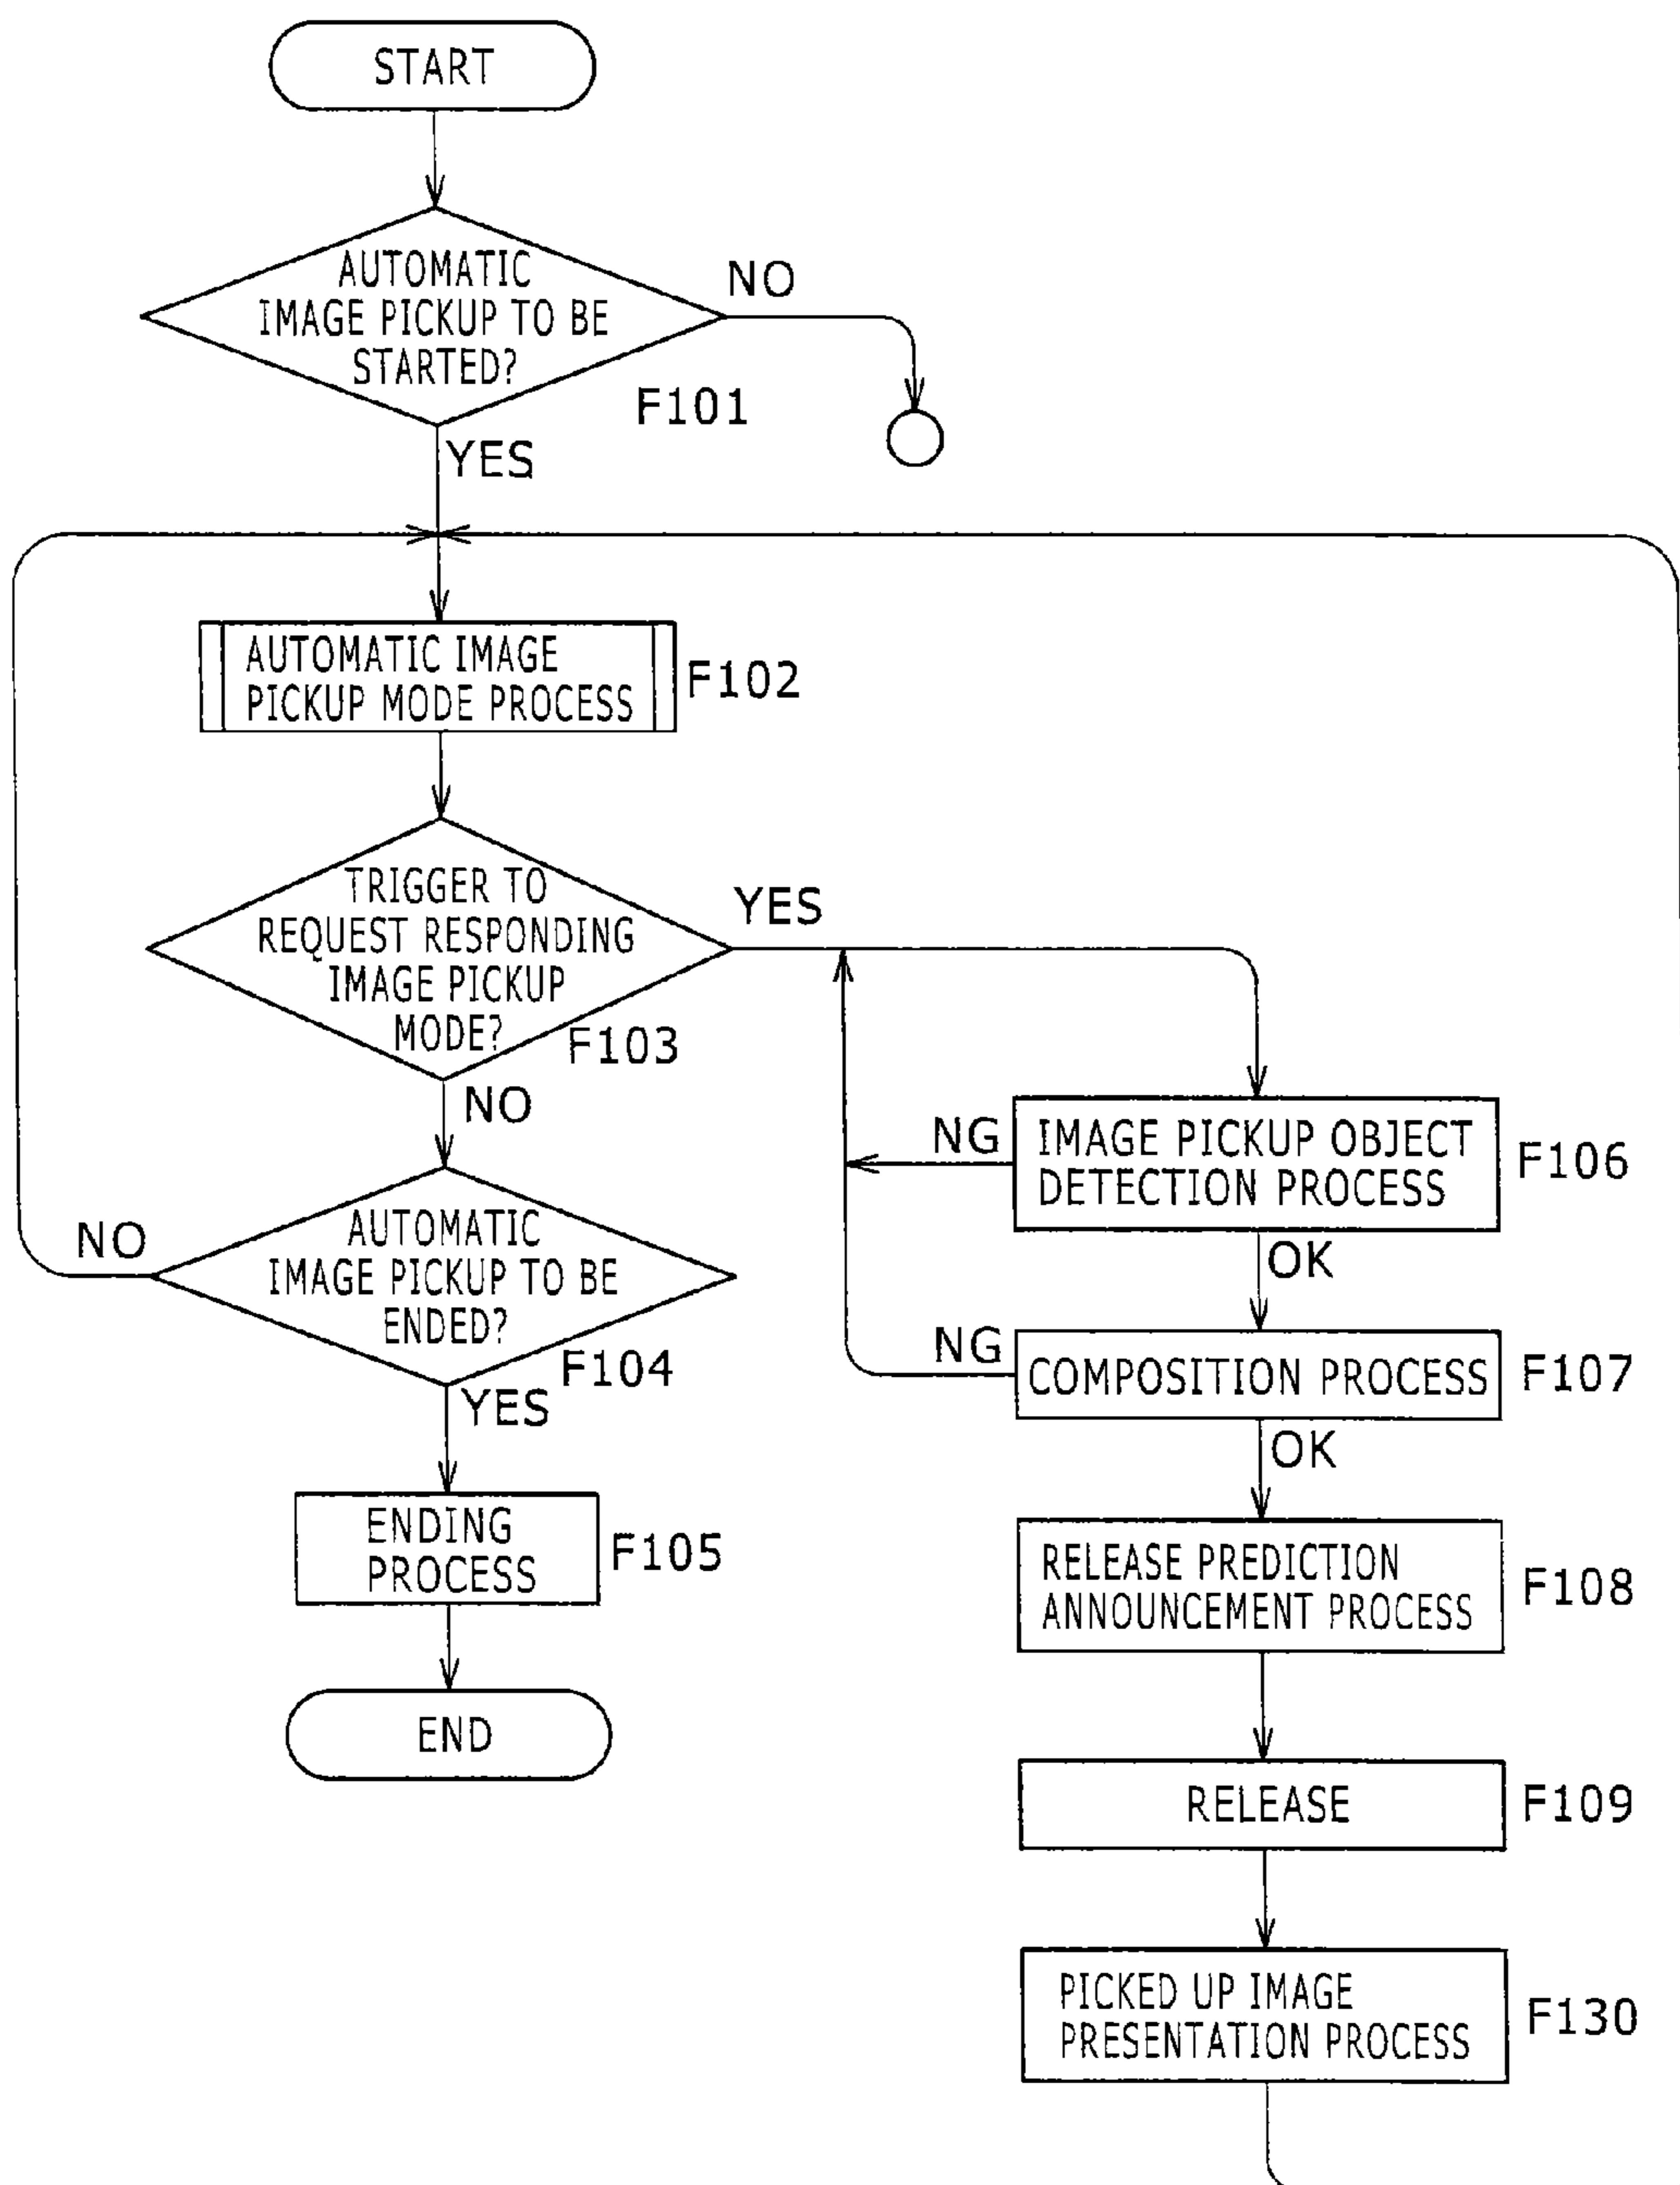 START
AUTOMATIC
IMAGE PICKUP TO BE
STARTED?
NO
F101
YES
AUTOMATIC IMAGE
PICKUP MODE PROCESS
F102
TRIGGER TO
REQUEST RESPONDING
IMAGE PICKUP
MODE?
YES
F103
NO
AUTOMATIC
IMAGE PICKUP TO BE
ENDED?
NO
F104
YES
ENDING
PROCESS
F105
END
IMAGE PICKUP OBJECT
DETECTION PROCESS
NG
F106
OK
COMPOSITION PROCESS
NG
F107
OK
RELEASE PREDICTION
ANNOUNCEMENT PROCESS
F108
RELEASE
F109
PICKED UP IMAGE
PRESENTATION PROCESS
F130